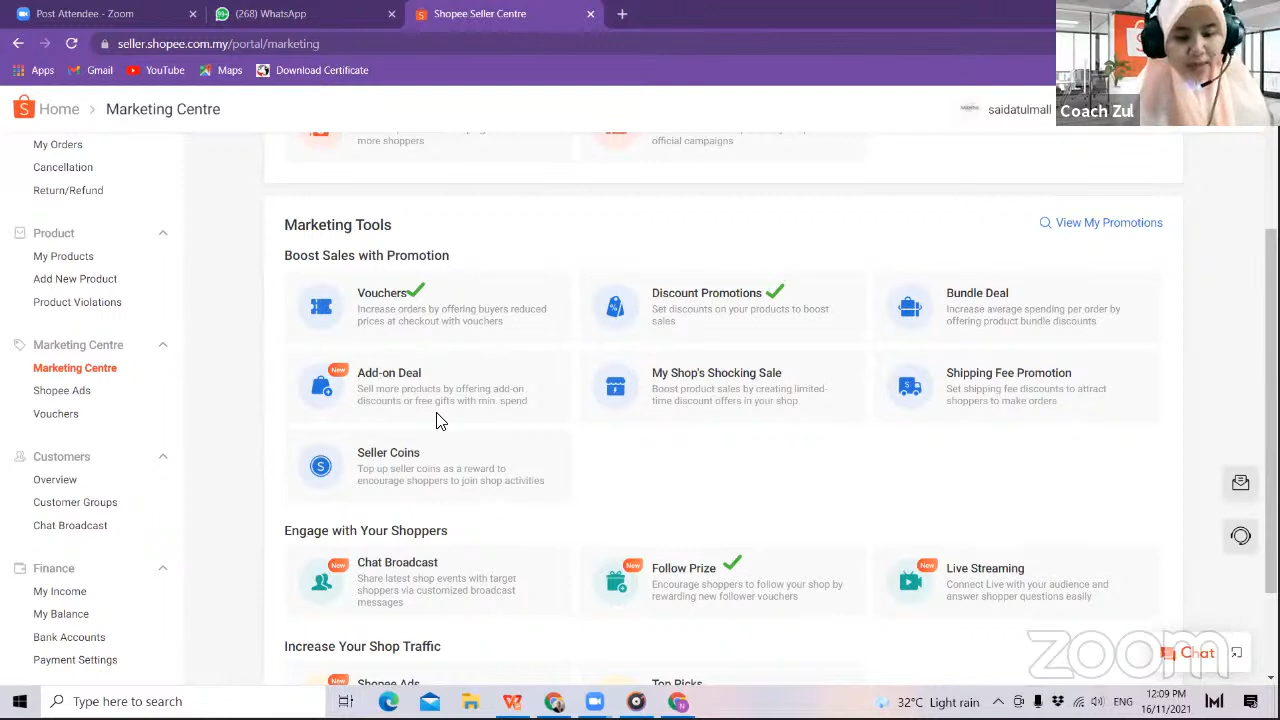 Post Attendee - Zoom
(268) WhatsApp
Shopee Seller Centre
seller.shopee.com.my/portal/marketing
Apps
Gmail
YouTube
Maps
Download Certificate
Coach Zul
Home > Marketing Centre
saidatulmall
My Orders
Cancellation
Return/Refund
Product
My Products
Add New Product
Product Violations
Marketing Centre
Marketing Centre
Shopee Ads
Vouchers
Customers
Overview
Customer Groups
Chat Broadcast
Finance
My Income
My Balance
Bank Accounts
Payment Settings
more shoppers
official campaigns
Marketing Tools
View My Promotions
Boost Sales with Promotion
Vouchers
Increase orders by offering buyers reduced
prices at checkout with vouchers
Discount Promotions
Set discounts on your products to boost
sales
Bundle Deal
Increase average spending per order by
offering product bundle discounts
New
Add-on Deal
Sell more products by offering add-on
discounts or free gifts with min. spend
My Shop's Shocking Sale
Boost product sales by creating limited-
time discount offers in your shop
Shipping Fee Promotion
Set shipping fee discounts to attract
shoppers to make orders
Seller Coins
Top up seller coins as a reward to
encourage shoppers to join shop activities
Engage with Your Shoppers
New
Chat Broadcast
Share latest shop events with target
shoppers via customized broadcast
messages
New
Follow Prize
Encourage shoppers to follow your shop by
rewarding new follower vouchers
New
Live Streaming
Connect Live with your audience and
answer shopper questions easily
Increase Your Shop Traffic
Shopee Ads
Top Picks
zoom
Chat
Type here to search
32°C Light rain
ENG
12:09 PM
16/11/2021